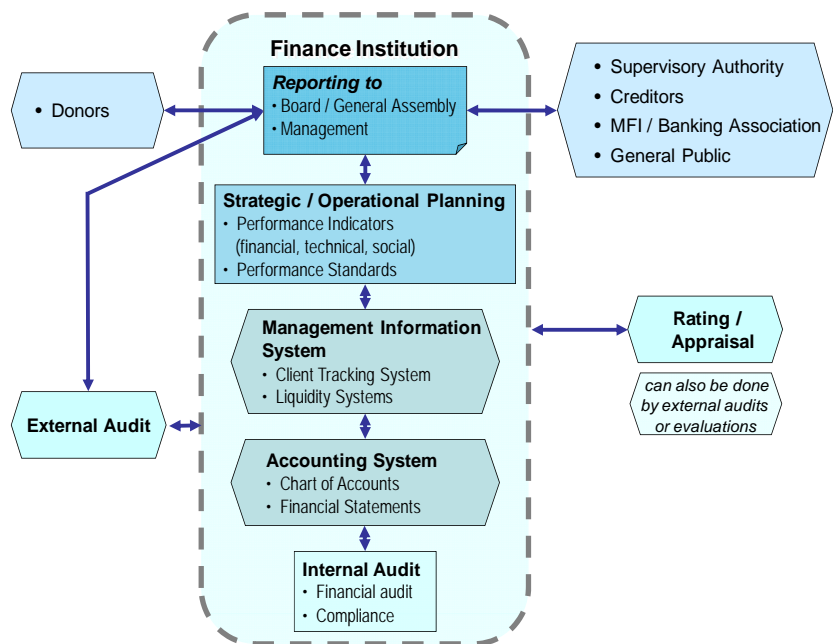 Finance Institution
Reporting to
• Board / General Assembly
• Management
• Donors
• Supervisory Authority
• Creditors
• MFI / Banking Association
• General Public
Strategic / Operational Planning
• Performance Indicators
(financial, technical, social)
• Performance Standards
Management Information
System
• Client Tracking System
• Liquidity Systems
Rating /
Appraisal
can also be done
by external audits
or evaluations
External Audit
Accounting System
• Chart of Accounts
• Financial Statements
Internal Audit
• Financial audit
• Compliance